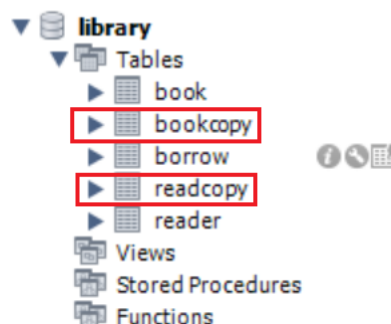 library
Tables
book
bookcopy
borrow
readcopy
reader
Views
Stored Procedures
Functions